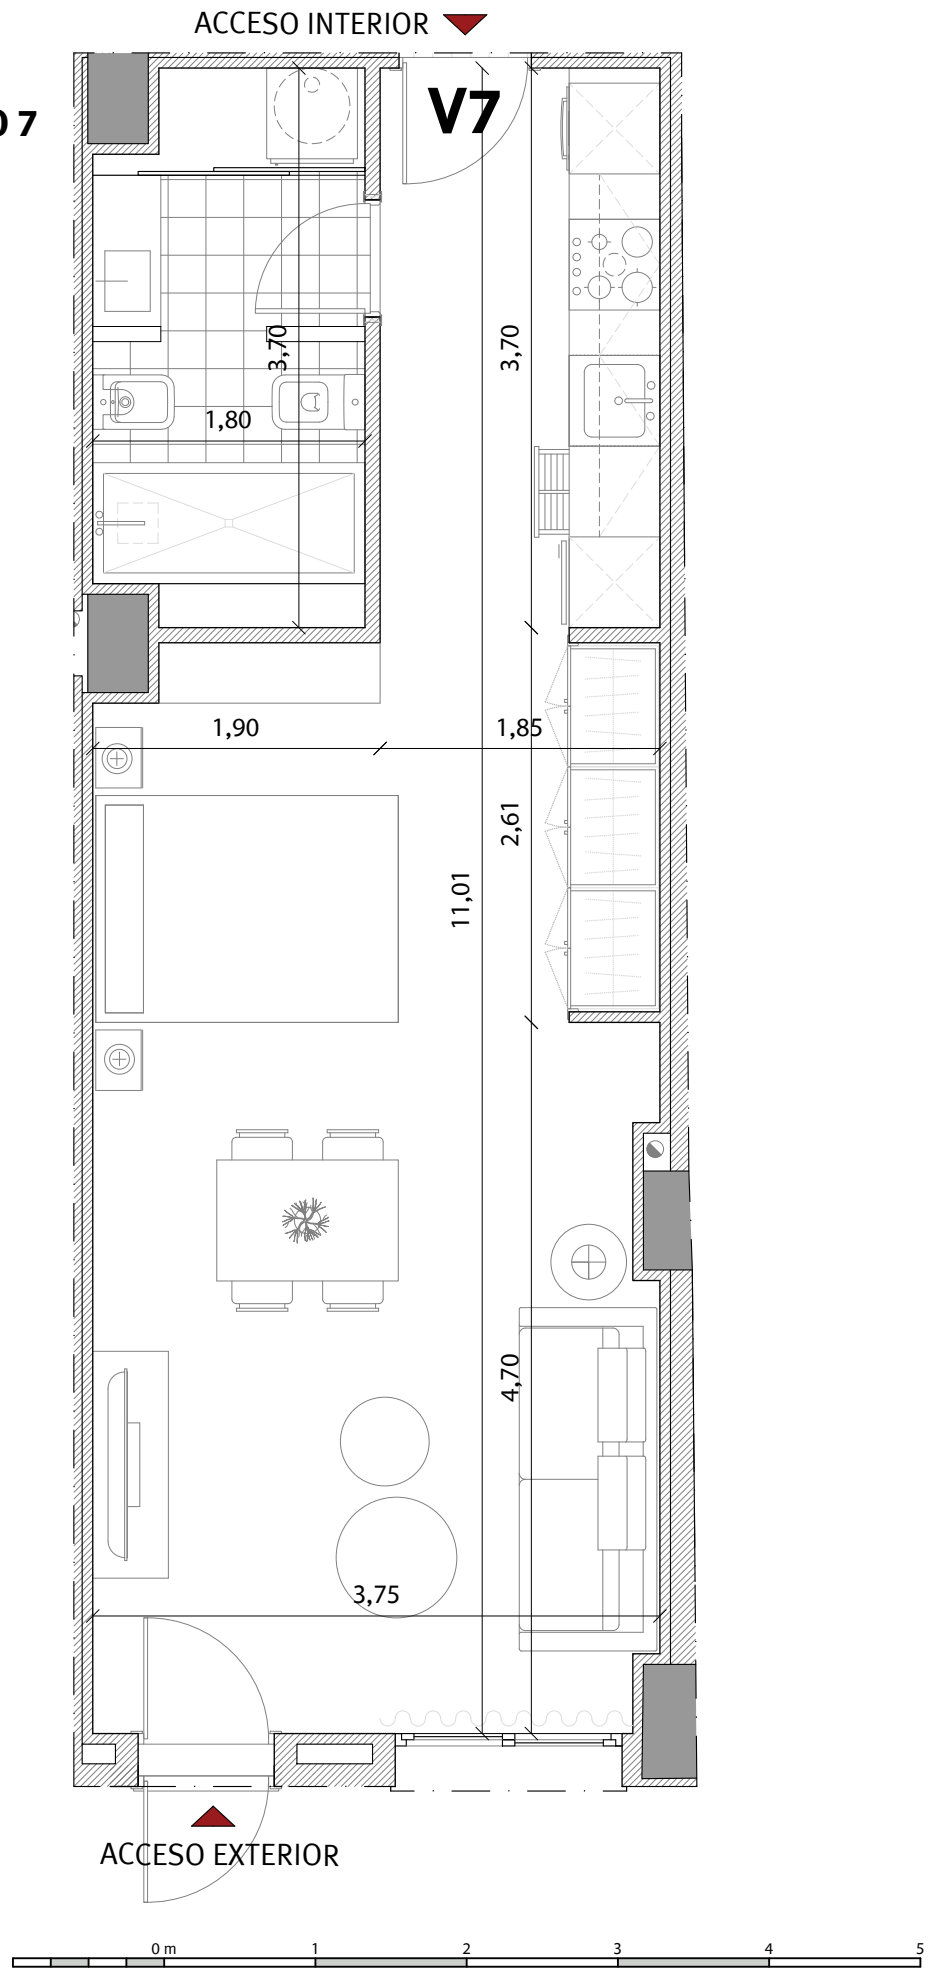 ACCESO INTERIOR
V7
07
3,70
3,70
1,80
1,90
1,85
2,61
11,01
4,70
3,75
ACCESO EXTERIOR
0 m 1 2 3 4 5